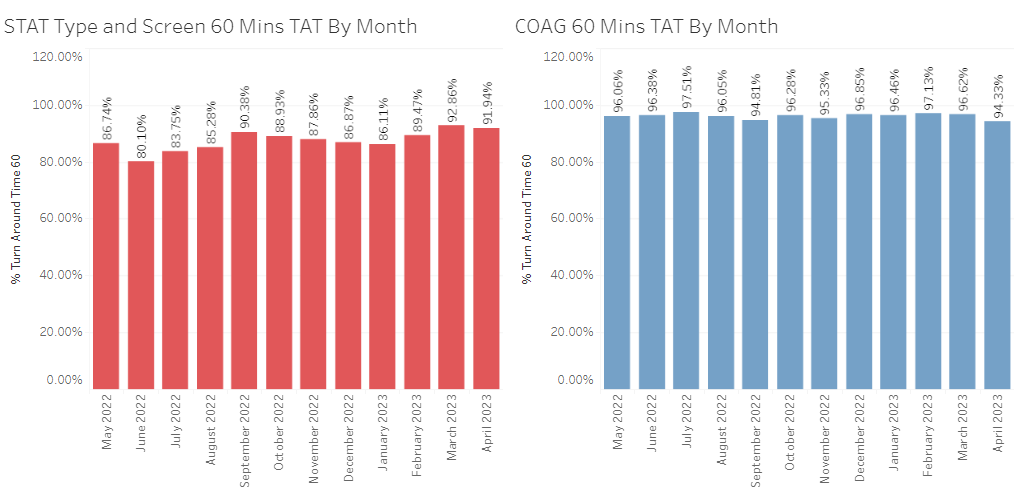 STAT Type and Screen 60 Mins TAT By Month
120.00%
100.00%
80.00%
60.00%
40.00%
20.00%
0.00%
% Turn Around Time 60
86.74%
80.10%
83.75%
85.28%
90.38%
88.93%
87.86%
86.87%
86.11%
89.47%
92.86%
91.94%
May 2022
June 2022
July 2022
August 2022
September 2022
October 2022
November 2022
December 2022
January 2023
February 2023
March 2023
April 2023
COAG 60 Mins TAT By Month
120.00%
100.00%
80.00%
60.00%
40.00%
20.00%
0.00%
% Turn Around Time 60
96.06%
96.38%
97.51%
96.05%
94.81%
96.28%
95.33%
96.85%
96.46%
97.13%
96.62%
94.33%
May 2022
June 2022
July 2022
August 2022
September 2022
October 2022
November 2022
December 2022
January 2023
February 2023
March 2023
April 2023